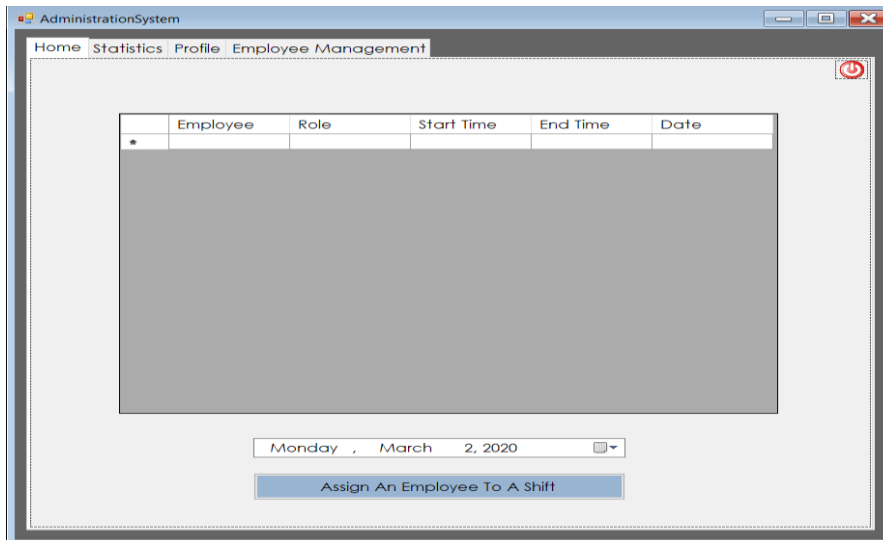 AdministrationSystem
Home Statistics Profile Employee Management
Employee Role Start Time End Time Date
*
Monday , March 2, 2020
Assign An Employee To A Shift